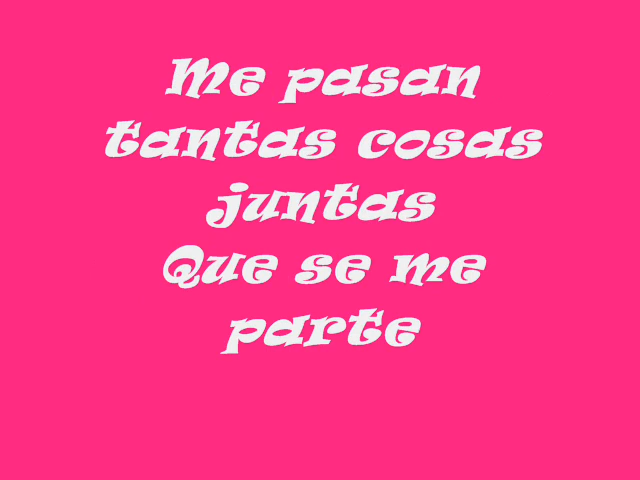 Me pasan
tantas cosas
juntas
Que se me
parte